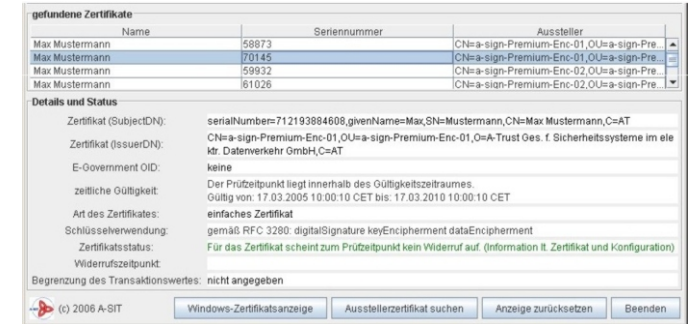 gefundene Zertifikate
Name Seriennummer Aussteller
Max Mustermann 58873 CN=a-sign-Premium-Enc-01,OU=a-sign-Pre...
Max Mustermann 70145 CN=a-sign-Premium-Enc-01,OU=a-sign-Pre...
Max Mustermann 59932 CN=a-sign-Premium-Enc-02,OU=a-sign-Pre...
Max Mustermann 61026 CN=a-sign-Premium-Enc-02,OU=a-sign-Pre...
Details und Status
Zertifikat (SubjectDN): serialNumber=712193884608,givenName=Max,SN=Mustermann,CN=Max Mustermann,C=AT
Zertifikat (IssuerDN): CN=a-sign-Premium-Enc-01,OU=a-sign-Premium-Enc-01,O=A-Trust Ges. f. Sicherheitssysteme im ele
ktr. Datenverkehr GmbH,C=AT
E-Government OID: keine
zeitliche Gültigkeit: Der Prüfzeitpunkt liegt innerhalb des Gültigkeitszeitraumes.
Gültig von: 17.03.2005 10:00:10 CET bis: 17.03.2010 10:00:10 CET
Art des Zertifikates: einfaches Zertifikat
Schlüsselverwendung: gemäß RFC 3280: digitalSignature keyEncipherment dataEncipherment
Zertifikatsstatus: Für das Zertifikat scheint zum Prüfzeitpunkt kein Widerruf auf. (Information lt. Zertifikat und Konfiguration)
Widerrufszeitpunkt:
Begrenzung des Transaktionswertes: nicht angegeben
(c) 2006 A-SIT Windows-Zertifikatsanzeige Ausstellerzertifikat suchen Anzeige zurücksetzen Beenden